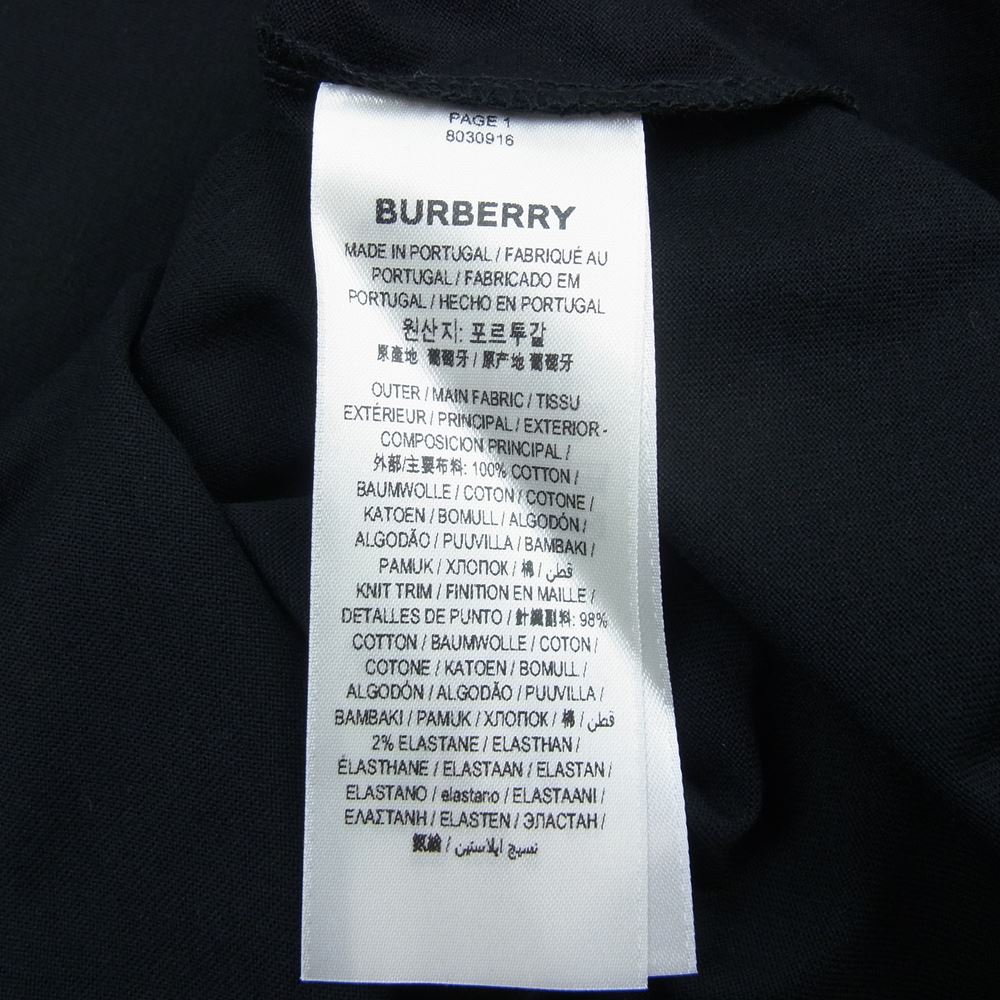 PAGE 1
8030916
BURBERRY
MADE IN PORTUGAL / FABRIQUÉ AU
PORTUGAL / FABRICADO EM
PORTUGAL / HECHO EN PORTUGAL
원산지: 포르투갈
原產地 葡萄牙 / 原产地 葡萄牙
OUTER / MAIN FABRIC / TISSU
EXTÉRIEUR / PRINCIPAL / EXTERIOR -
COMPOSICION PRINCIPAL /
外部/主要布料: 100% COTTON /
BAUMWOLLE / COTON / COTONE /
KATOEN / BOMULL / ALGODÓN /
ALGODÃO / PUUVILLA / BAMBAKI /
PAMUK / ХЛОПОК / 棉 / قطن
KNIT TRIM / FINITION EN MAILLE /
DETALLES DE PUNTO / 針織副料: 98%
COTTON / BAUMWOLLE / COTON /
COTONE / KATOEN / BOMULL /
ALGODÓN / ALGODÃO / PUUVILLA /
BAMBAKI / PAMUK / ХЛОПОК / 棉 / قطن
2% ELASTANE / ELASTHAN /
ÉLASTHANE / ELASTAAN / ELASTAN /
ELASTANO / elastano / ELASTAANI /
ΕΛΑΣΤΑΝΗ / ELASTEN / ЭЛАСТАН /
/ نسيج ايلاستين